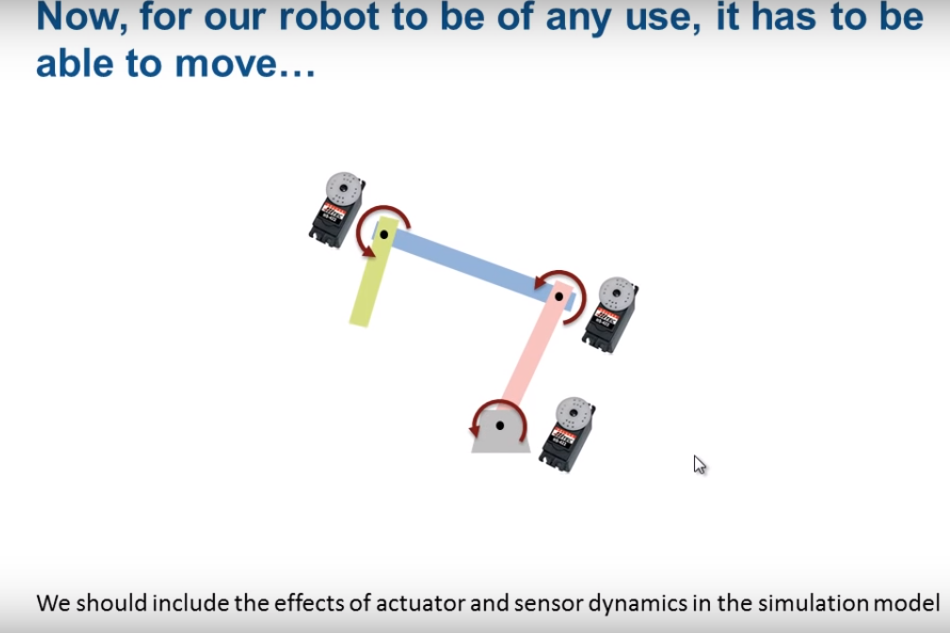 Now, for our robot to be of any use, it has to be
able to move...
We should include the effects of actuator and sensor dynamics in the simulation model